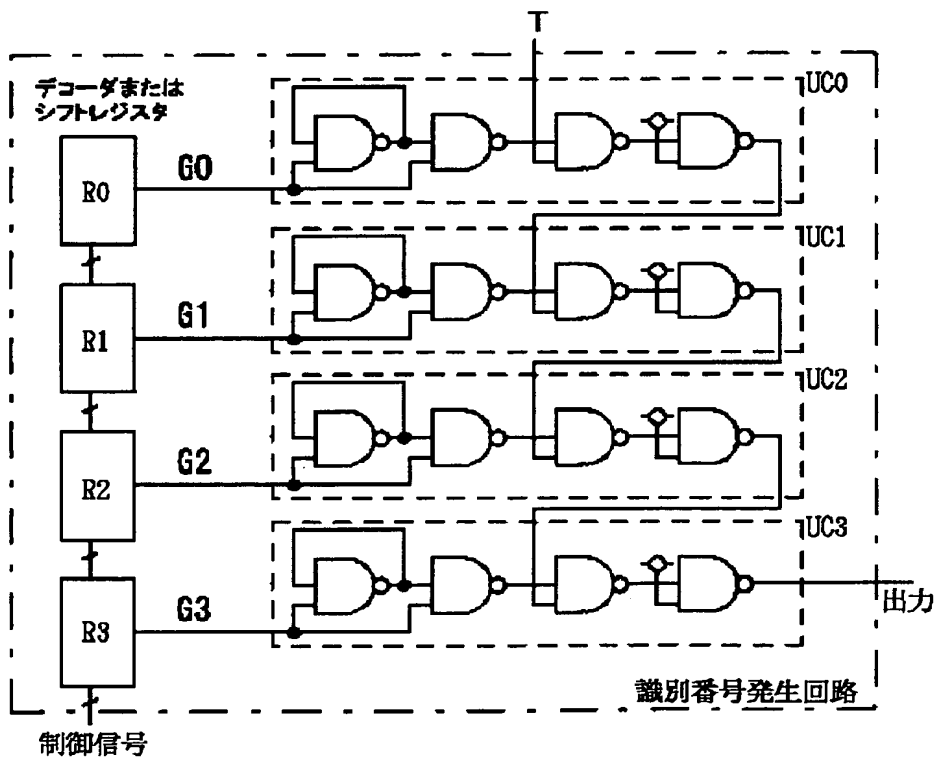 T
デコーダまたは
シフトレジスタ
UC0
R0
G0
UC1
R1
G1
UC2
R2
G2
UC3
R3
G3
出力
識別番号発生回路
制御信号